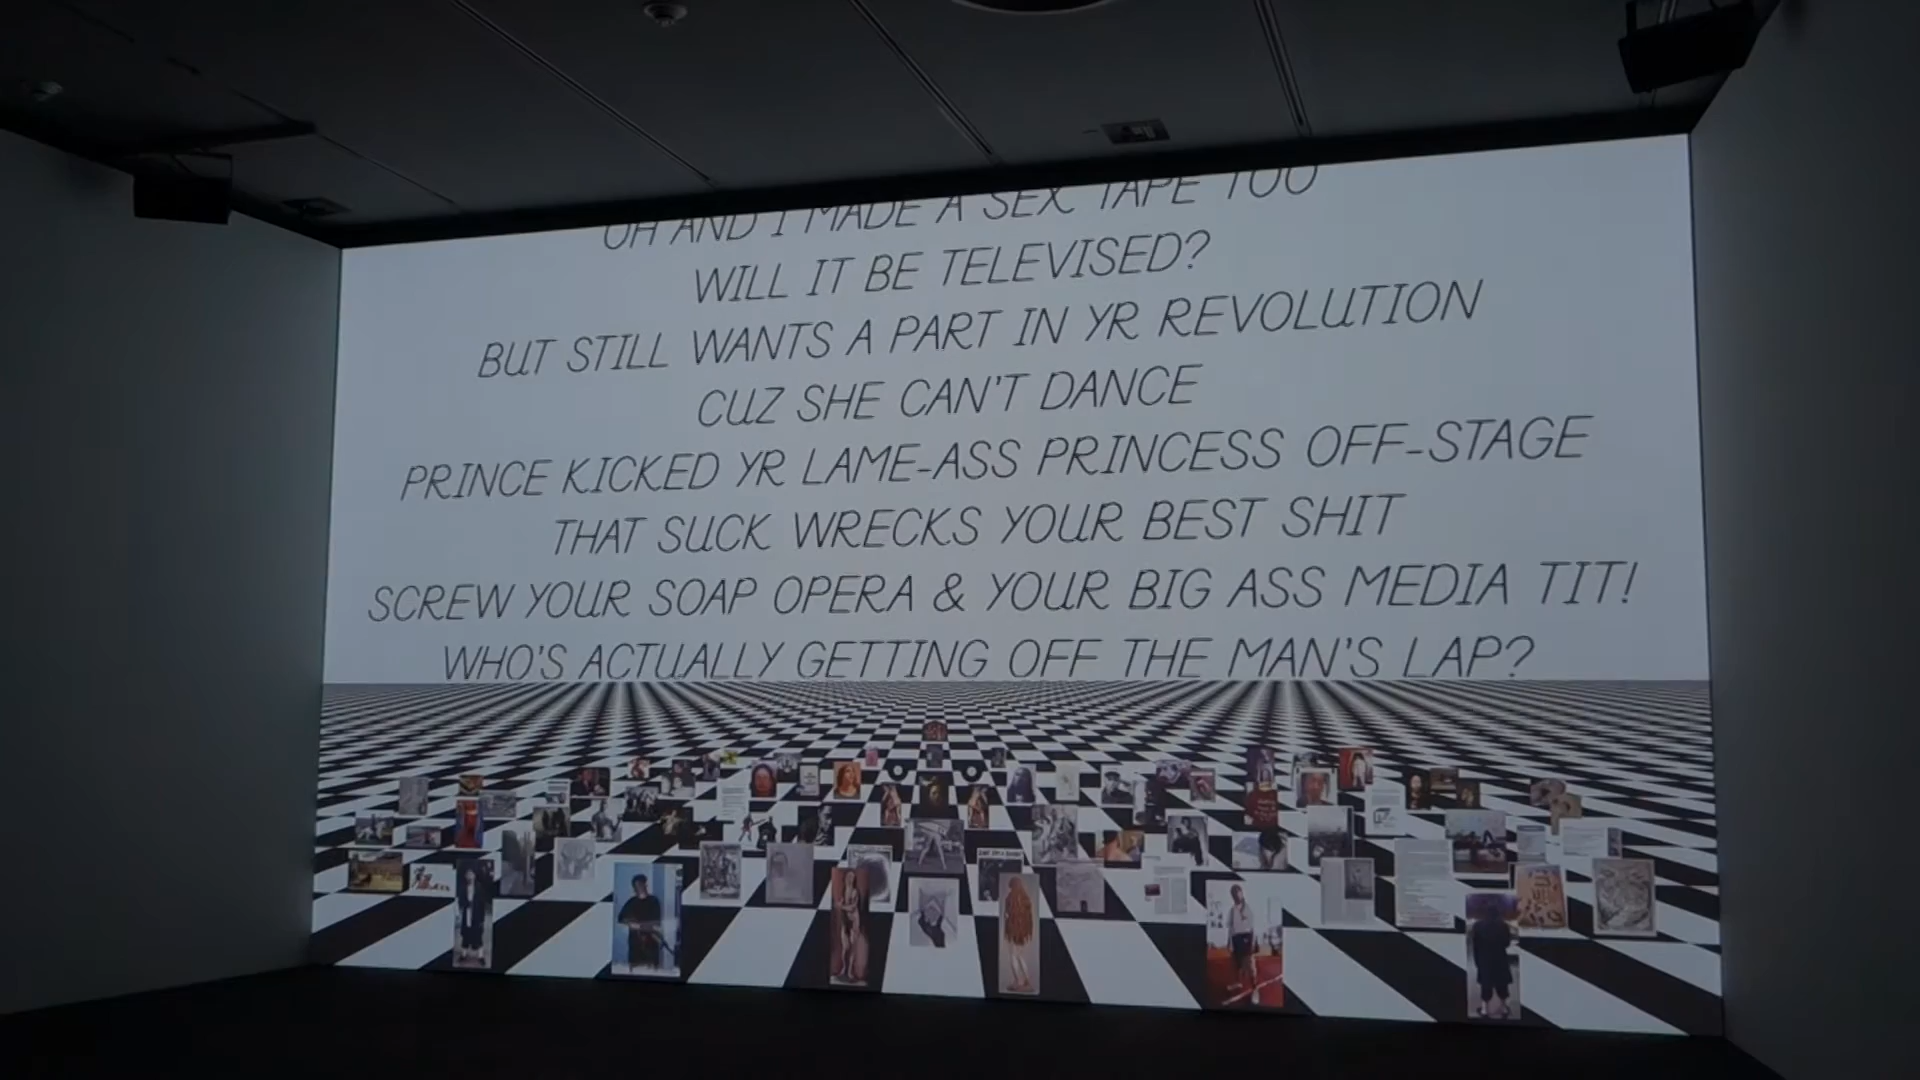 OH AND I MADE A SEX TAPE TOO
WILL IT BE TELEVISED?
BUT STILL WANTS A PART IN YR REVOLUTION
CUZ SHE CAN'T DANCE
PRINCE KICKED YR LAME-ASS PRINCESS OFF-STAGE
THAT SUCK WRECKS YOUR BEST SHIT
SCREW YOUR SOAP OPERA & YOUR BIG ASS MEDIA TIT!
WHO'S ACTUALLY GETTING OFF THE MAN'S LAP?